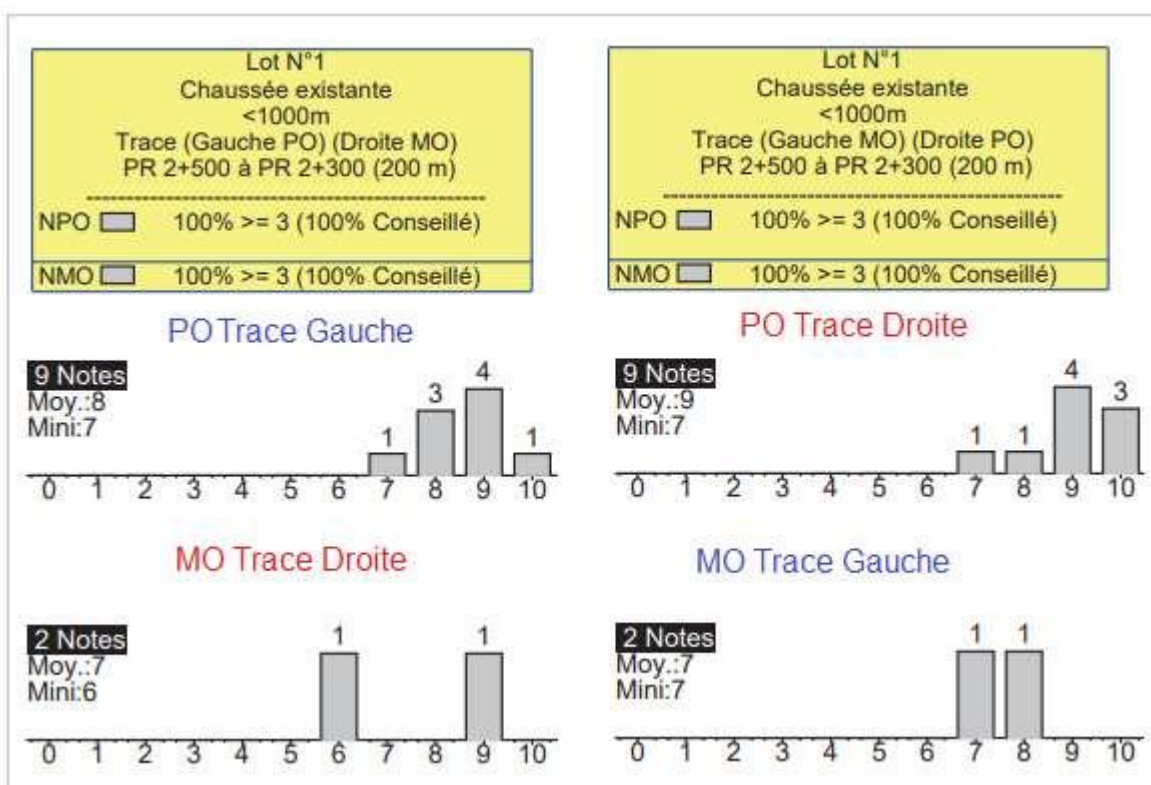 Lot N°1
Chaussée existante
<1000m
Trace (Gauche PO) (Droite MO)
PR 2+500 à PR 2+300 (200 m)
NPO 100% >= 3 (100% Conseillé)
NMO 100% >= 3 (100% Conseillé)
PO Trace Gauche
9 Notes
Moy.:8
Mini:7
1 3 4 1
0 1 2 3 4 5 6 7 8 9 10
MO Trace Droite
2 Notes
Moy.:7
Mini:6
1 1
0 1 2 3 4 5 6 7 8 9 10
Lot N°1
Chaussée existante
<1000m
Trace (Gauche MO) (Droite PO)
PR 2+500 à PR 2+300 (200 m)
NPO 100% >= 3 (100% Conseillé)
NMO 100% >= 3 (100% Conseillé)
PO Trace Droite
9 Notes
Moy.:9
Mini:7
1 1 4 3
0 1 2 3 4 5 6 7 8 9 10
MO Trace Gauche
2 Notes
Moy.:7
Mini:7
1 1
0 1 2 3 4 5 6 7 8 9 10